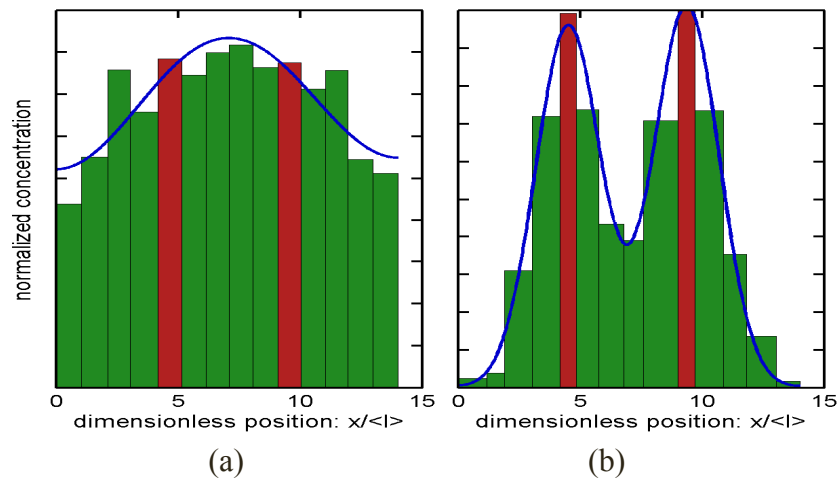 normalized concentration
0 5 10 15
dimensionless position: x/<l>
(a)
0 5 10 15
dimensionless position: x/<l>
(b)